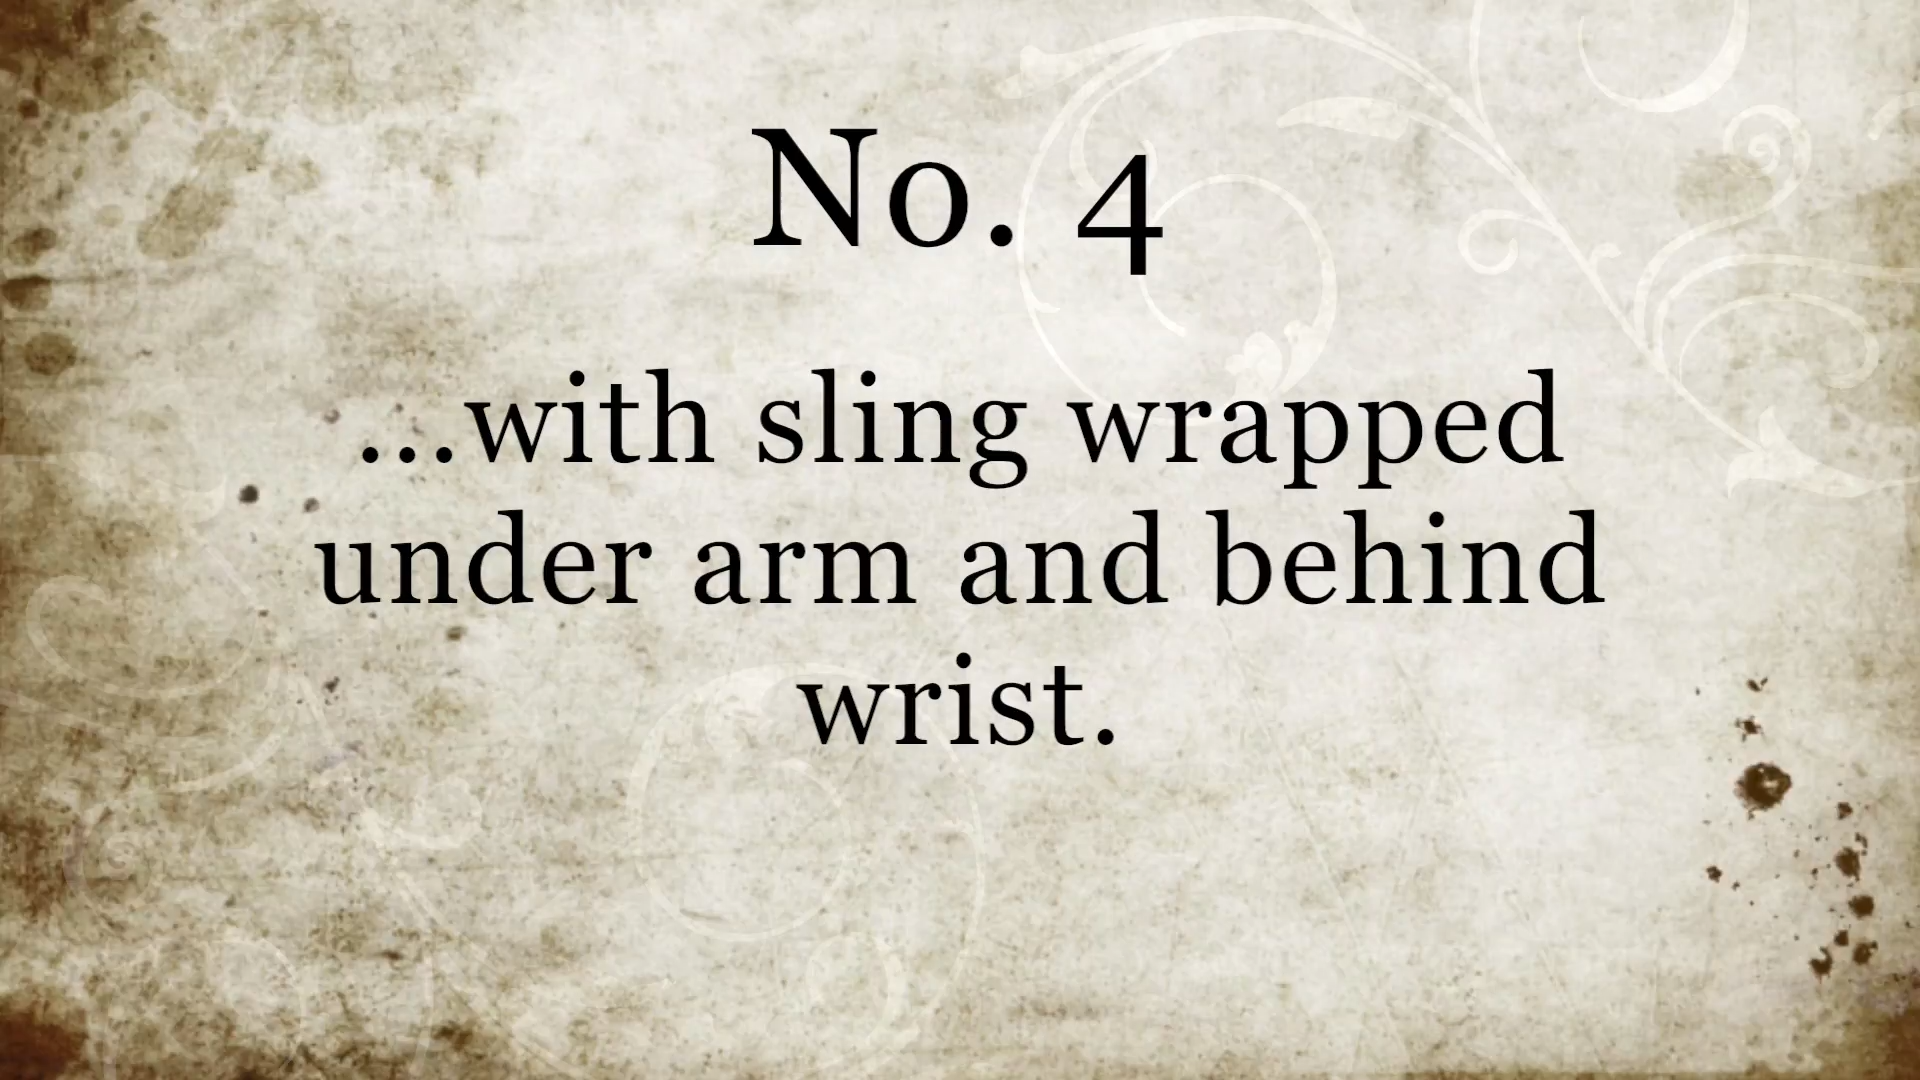 No. 4
...with sling wrapped
under arm and behind
wrist.